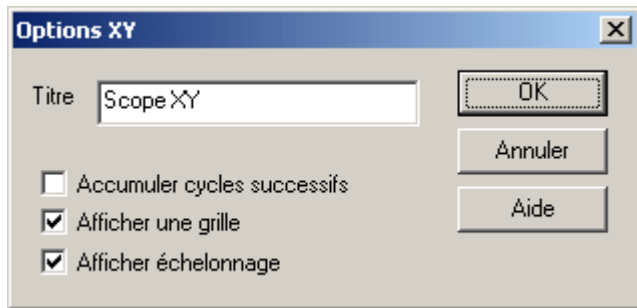 Options XY
Titre
Scope XY
OK
Annuler
Aide
Accumuler cycles successifs
Afficher une grille
Afficher échelonnage